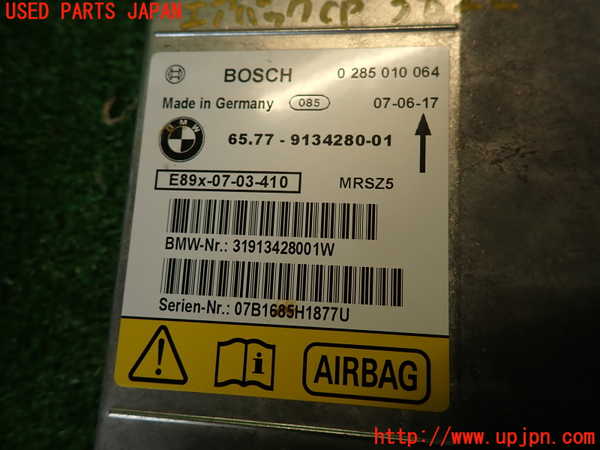 USED PARTS JAPAN
BOSCH 0 285 010 064
Made in Germany 085 07-06-17
BMW 65.77 - 9134280-01
E89x-07-03-410 MRSZ5
BMW-Nr.: 31913428001W
Serien-Nr.: 07B1685H1877U
AIRBAG
http://www.upjpn.com/